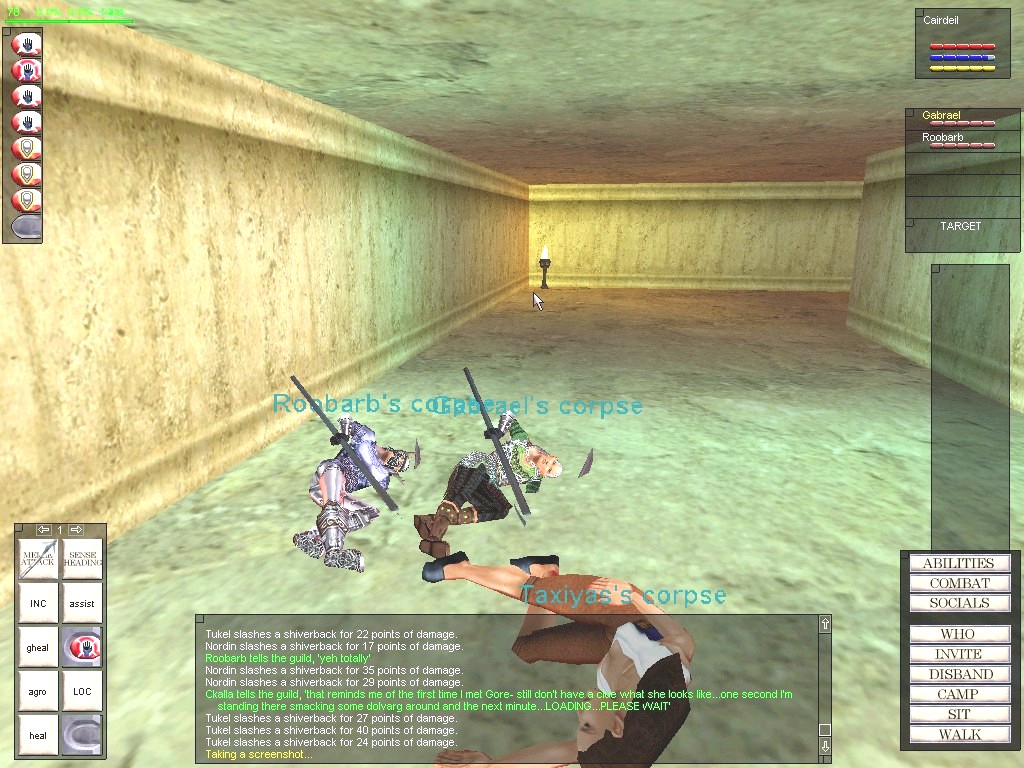 Cairdeil
Gabrael
Roobarb
TARGET
Roobarb's corpse
Gabrael's corpse
Taxiyas's corpse
1
MELEE ATTACK
SENSE HEADING
INC
assist
gheal
agro
LOC
heal
Tukel slashes a shiverback for 22 points of damage.
Nordin slashes a shiverback for 17 points of damage.
Roobarb tells the guild, 'yeh totally'
Nordin slashes a shiverback for 35 points of damage.
Nordin slashes a shiverback for 29 points of damage.
Ckalla tells the guild, 'that reminds me of the first time I met Gore- still don't have a clue what she looks like...one second I'm
standing there smacking some dolvarg around and the next minute...LOADING...PLEASE WAIT'
Tukel slashes a shiverback for 27 points of damage.
Tukel slashes a shiverback for 40 points of damage.
Tukel slashes a shiverback for 24 points of damage.
Taking a screenshot...
ABILITIES
COMBAT
SOCIALS
WHO
INVITE
DISBAND
CAMP
SIT
WALK